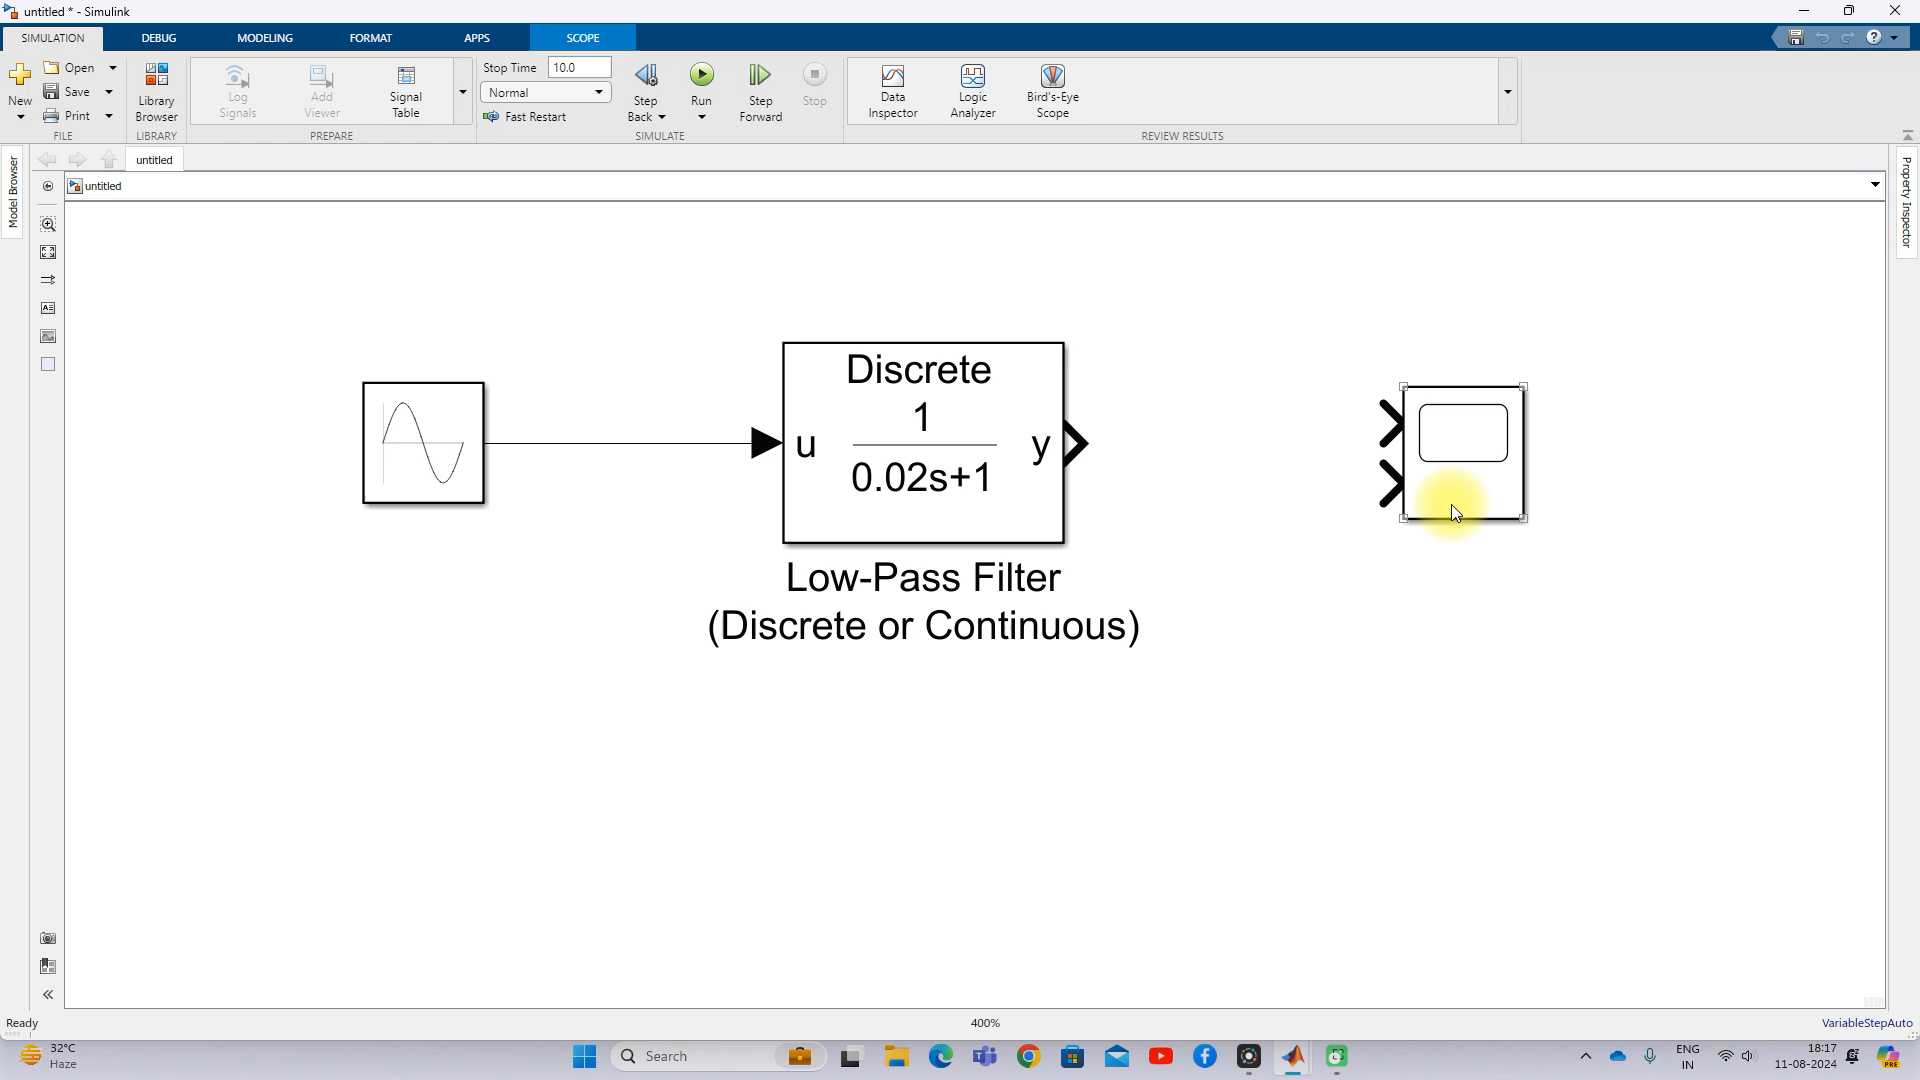 untitled * - Simulink
SIMULATION DEBUG MODELING FORMAT APPS SCOPE
New
Open
Save
Print
FILE
Library
Browser
LIBRARY
Log
Signals
Add
Viewer
Signal
Table
PREPARE
Stop Time 10.0
Normal
Fast Restart
Step
Back
Run
Step
Forward
Stop
SIMULATE
Data
Inspector
Logic
Analyzer
Bird's-Eye
Scope
REVIEW RESULTS
Model Browser
untitled
untitled
Property Inspector
Discrete
1
u y
0.02s+1
Low-Pass Filter
(Discrete or Continuous)
Ready 400% VariableStepAuto
32°C
Haze
Search
ENG
IN
18:17
11-08-2024
PRE